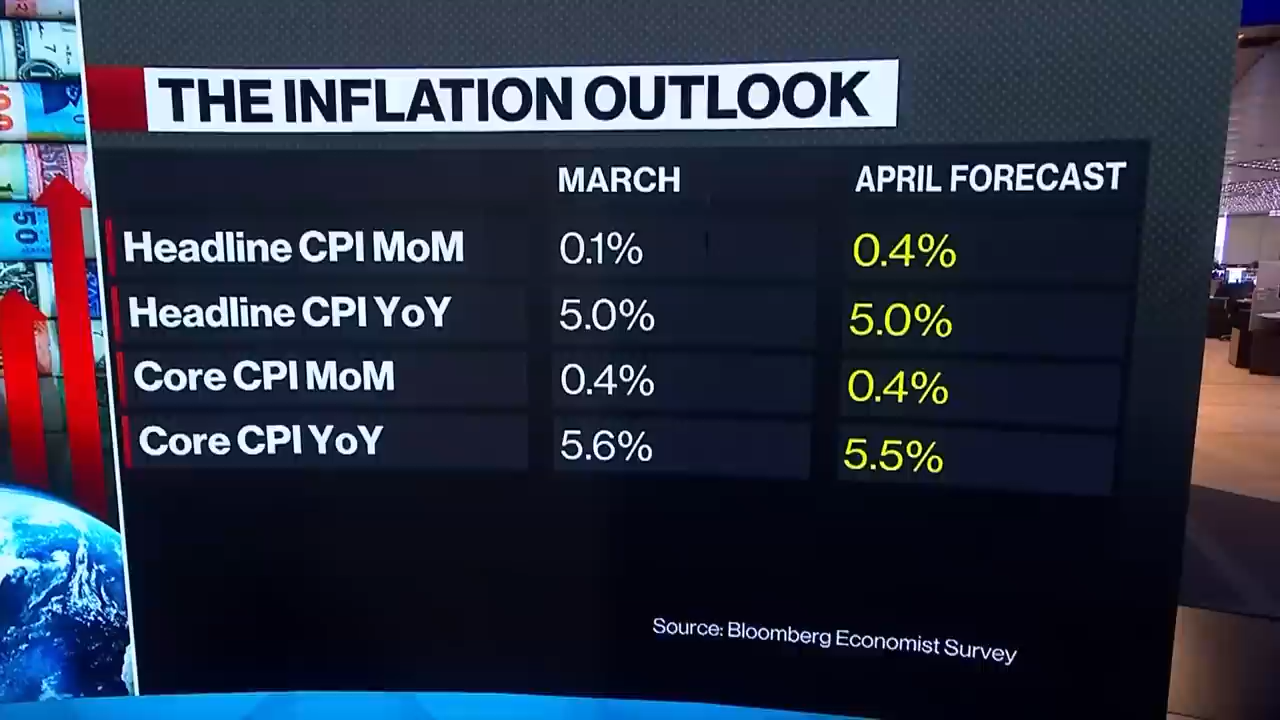 THE INFLATION OUTLOOK
MARCH APRIL FORECAST
Headline CPI MoM 0.1% 0.4%
Headline CPI YoY 5.0% 5.0%
Core CPI MoM 0.4% 0.4%
Core CPI YoY 5.6% 5.5%
Source: Bloomberg Economist Survey
50